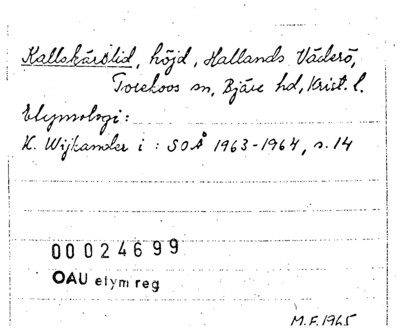 Kallskärslid, höjd, Hallands Väderö,
Torekovs sn, Bjäre hd, Krist. l.
Etymologi:
K. Wijkander i: SOÅ 1963-1964, s. 14
00024699
OAU etym reg
M.F. 1965